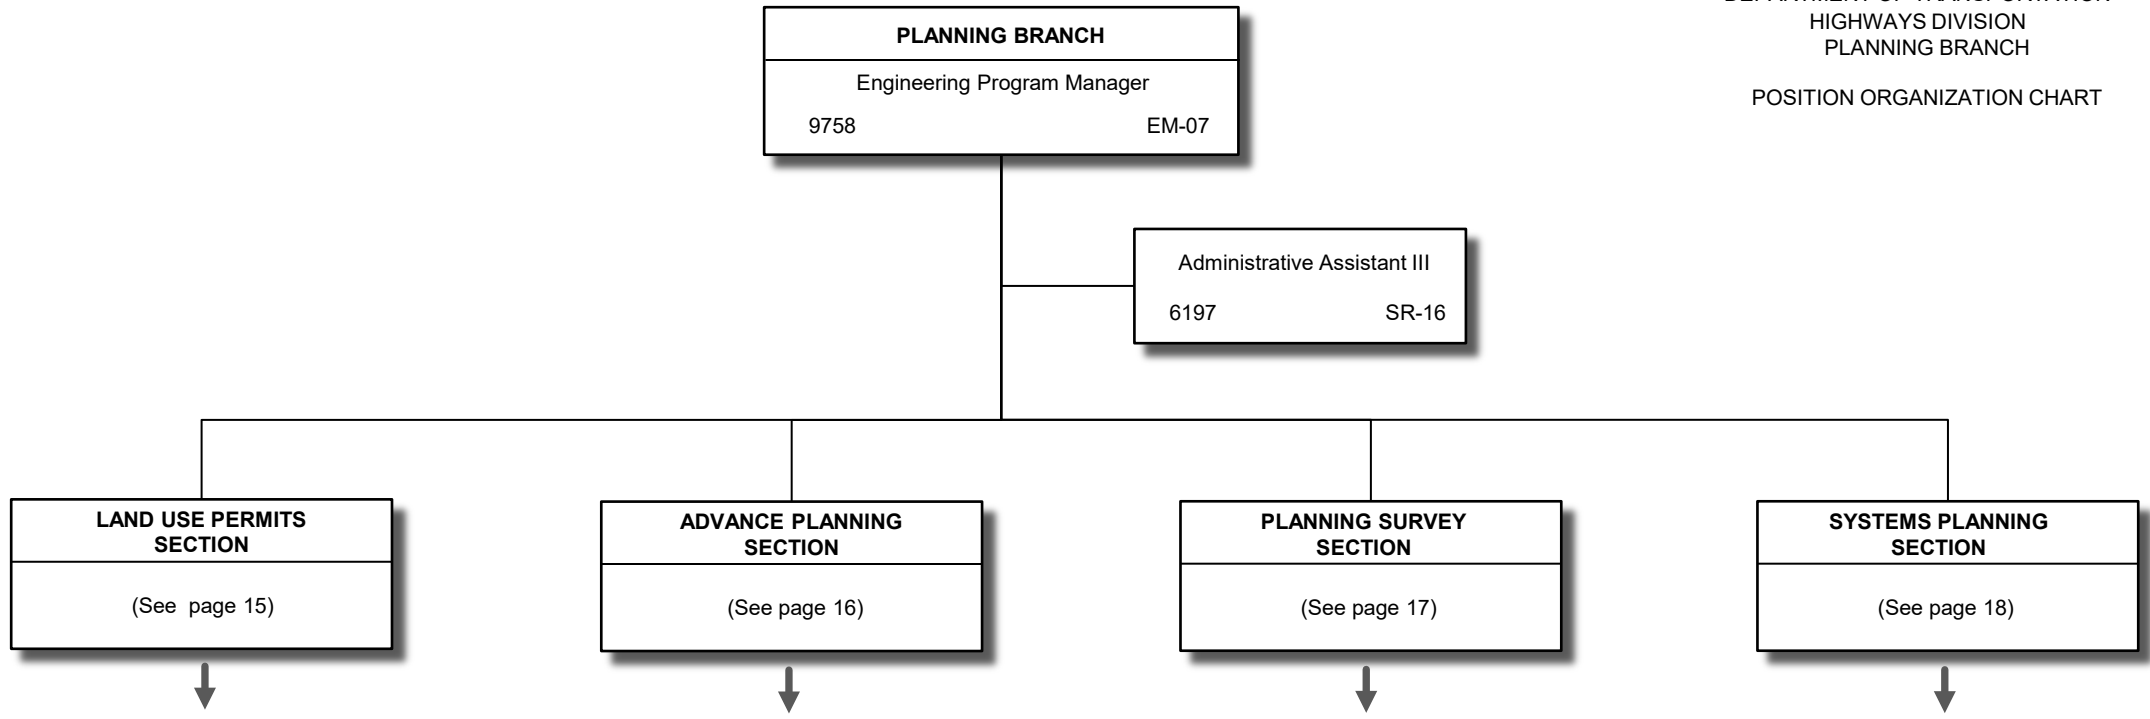 HIGHWAYS DIVISION
PLANNING BRANCH
POSITION ORGANIZATION CHART
PLANNING BRANCH
Engineering Program Manager
9758 EM-07
Administrative Assistant III
6197 SR-16
LAND USE PERMITS
SECTION
(See page 15)
ADVANCE PLANNING
SECTION
(See page 16)
PLANNING SURVEY
SECTION
(See page 17)
SYSTEMS PLANNING
SECTION
(See page 18)